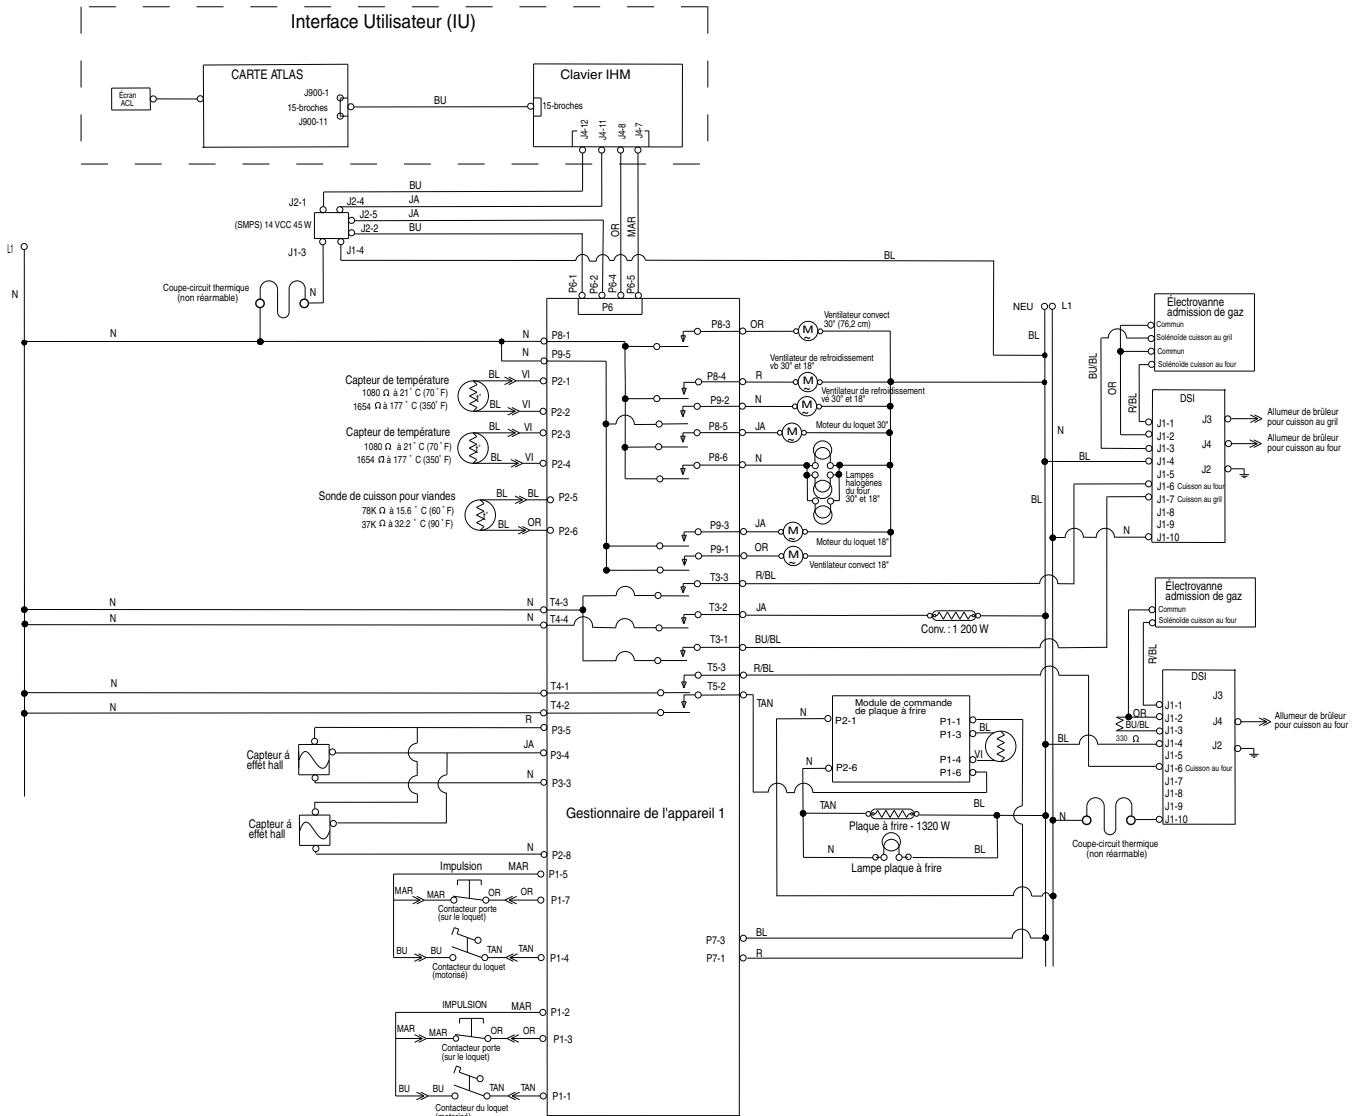 Interface Utilisateur (IU)
Écran
ACL
CARTE ATLAS
J900-1
15-broches
J900-11
BU
Clavier IHM
15-broches
J4-12
J4-11
J4-8
J4-7
BU
J2-1
J2-4
JA
J2-5
JA
(SMPS) 14 VCC 45 W
J2-2
BU
J1-3
J1-4
OR
MAR
BL
L1
N
Coupe-circuit thermique
(non réarmable)
N
P6-1
P6-2
P6-4
P6-5
P6
N
N
P8-1
N
P9-5
Capteur de température
1080 Ω à 21˚ C (70˚F)
1654 Ω à 177˚ C (350˚F)
BL
VI
P2-1
BL
VI
P2-2
Capteur de température
1080 Ω à 21˚ C (70˚F)
1654 Ω à 177˚ C (350˚F)
BL
VI
P2-3
BL
VI
P2-4
Sonde de cuisson pour viandes
78K Ω à 15.6 ˚ C (60˚F)
37K Ω à 32.2 ˚ C (90˚F)
BL
BL
P2-5
BL
OR
P2-6
P8-3
OR
M
Ventilateur convect
30" (76,2 cm)
Ventilateur de refroidissement
vb 30" et 18"
P8-4
R
M
Ventilateur de refroidissement
vé 30" et 18"
P9-2
N
M
P8-5
JA
M
Moteur du loquet 30"
P8-6
N
Lampes
halogènes
du four
30" et 18"
P9-3
JA
M
Moteur du loquet 18"
P9-1
OR
M
Ventilateur convect 18"
T3-3
R/BL
N
T4-3
N
T4-4
T3-2
JA
Conv. : 1 200 W
T3-1
BU/BL
T5-3
R/BL
N
T4-1
T5-2
TAN
N
T4-2
R
P3-5
JA
P3-4
N
P3-3
Capteur á
effét hall
Capteur á
effét hall
N
P2-8
Gestionnaire de l'appareil 1
Impulsion
MAR
P1-5
MAR
MAR
OR
OR
P1-7
Contacteur porte
(sur le loquet)
BU
BU
TAN
TAN
P1-4
Contacteur du loquet
(motorisé)
IMPULSION
MAR
P1-2
MAR
MAR
OR
OR
P1-3
Contacteur porte
(sur le loquet)
BU
BU
TAN
TAN
P1-1
Contacteur du loquet
(motorisé)
P7-3
BL
P7-1
R
Module de commande
de plaque à frire
N
P2-1
P1-1
P1-3
BL
N
P2-6
P1-4
VI
P1-6
TAN
BL
Plaque à frire - 1320 W
N
BL
Lampe plaque à frire
NEU
L1
BL
N
BL
BL
BU/BL
OR
R/BL
Électrovanne
admission de gaz
Commun
Solénoïde cuisson au gril
Commun
Solénoïde cuisson au four
DSI
J3
Allumeur de brûleur
pour cuisson au gril
J4
Allumeur de brûleur
pour cuisson au four
J2
J1-1
J1-2
J1-3
J1-4
J1-5
J1-6 Cuisson au four
J1-7 Cuisson au gril
J1-8
J1-9
J1-10
N
Électrovanne
admission de gaz
Commun
Solénoïde cuisson au four
R/BL
DSI
J3
J4
Allumeur de brûleur
pour cuisson au four
J2
J1-1
OR
J1-2
BU/BL
J1-3
330 Ω
BL
J1-4
J1-5
J1-6 Cuisson au four
J1-7
J1-8
J1-9
J1-10
N
Coupe-circuit thermique
(non réarmable)